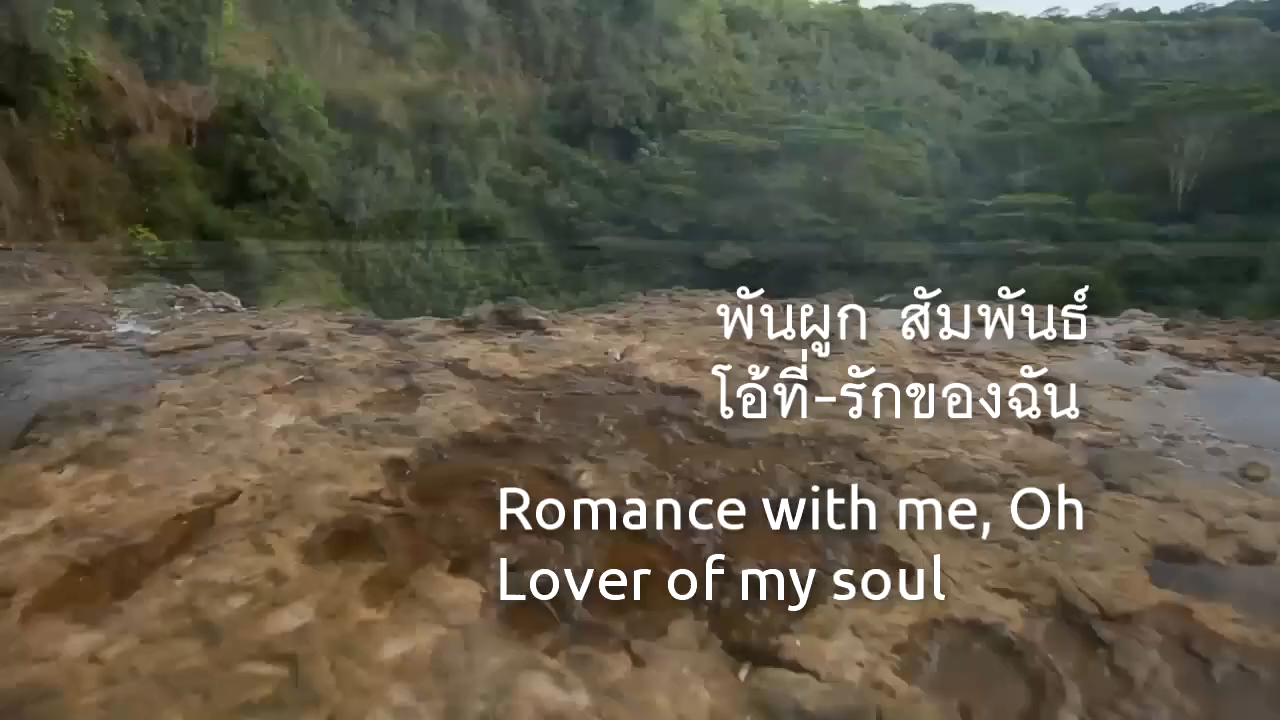 พันผูก สัมพันธ์
โอ้ที่-รักของฉัน
Romance with me, Oh
Lover of my soul